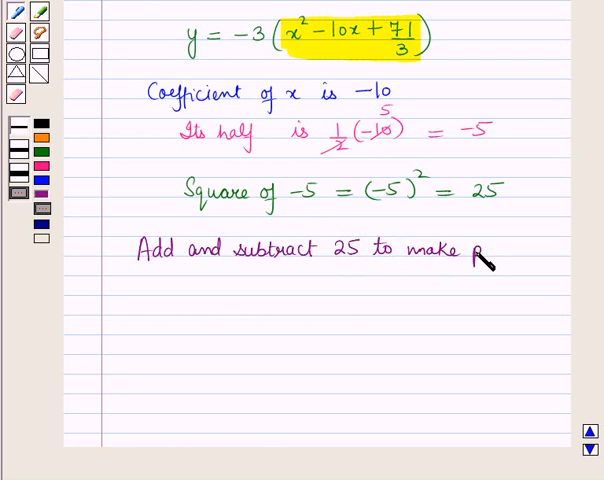 y = -3 (x² - 10x + 71/3)
Coefficient of x is -10
Its half is 1/2 (-10) 5 = -5
Square of -5 = (-5)² = 25
Add and subtract 25 to make p